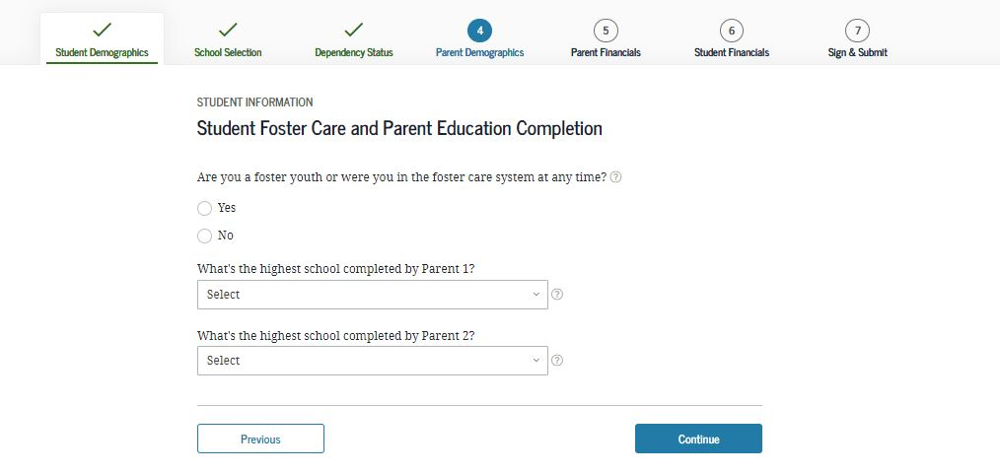 Student Demographics
School Selection
Dependency Status
4
Parent Demographics
5
Parent Financials
6
Student Financials
7
Sign & Submit
STUDENT INFORMATION
Student Foster Care and Parent Education Completion
Are you a foster youth or were you in the foster care system at any time? ?
Yes
No
What's the highest school completed by Parent 1?
Select
?
What's the highest school completed by Parent 2?
Select
?
Previous
Continue